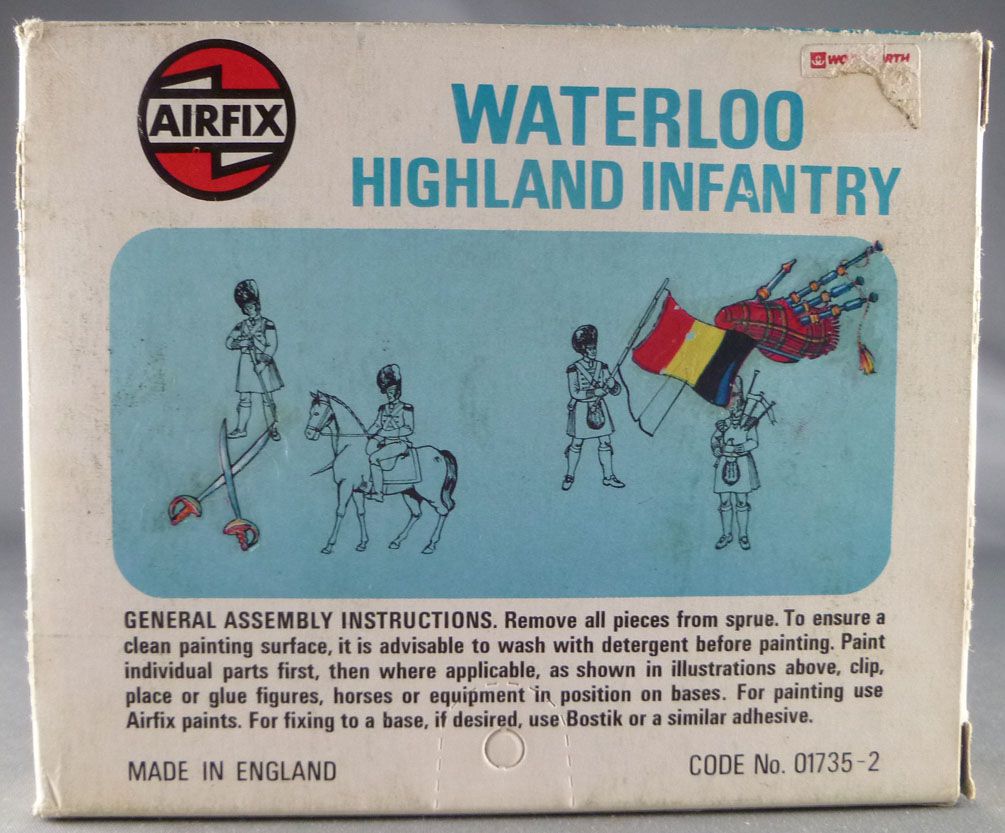 AIRFIX
WATERLOO
HIGHLAND INFANTRY
GENERAL ASSEMBLY INSTRUCTIONS. Remove all pieces from sprue. To ensure a
clean painting surface, it is advisable to wash with detergent before painting. Paint
individual parts first, then where applicable, as shown in illustrations above, clip,
place or glue figures, horses or equipment in position on bases. For painting use
Airfix paints. For fixing to a base, if desired, use Bostik or a similar adhesive.
MADE IN ENGLAND
CODE No. 01735-2